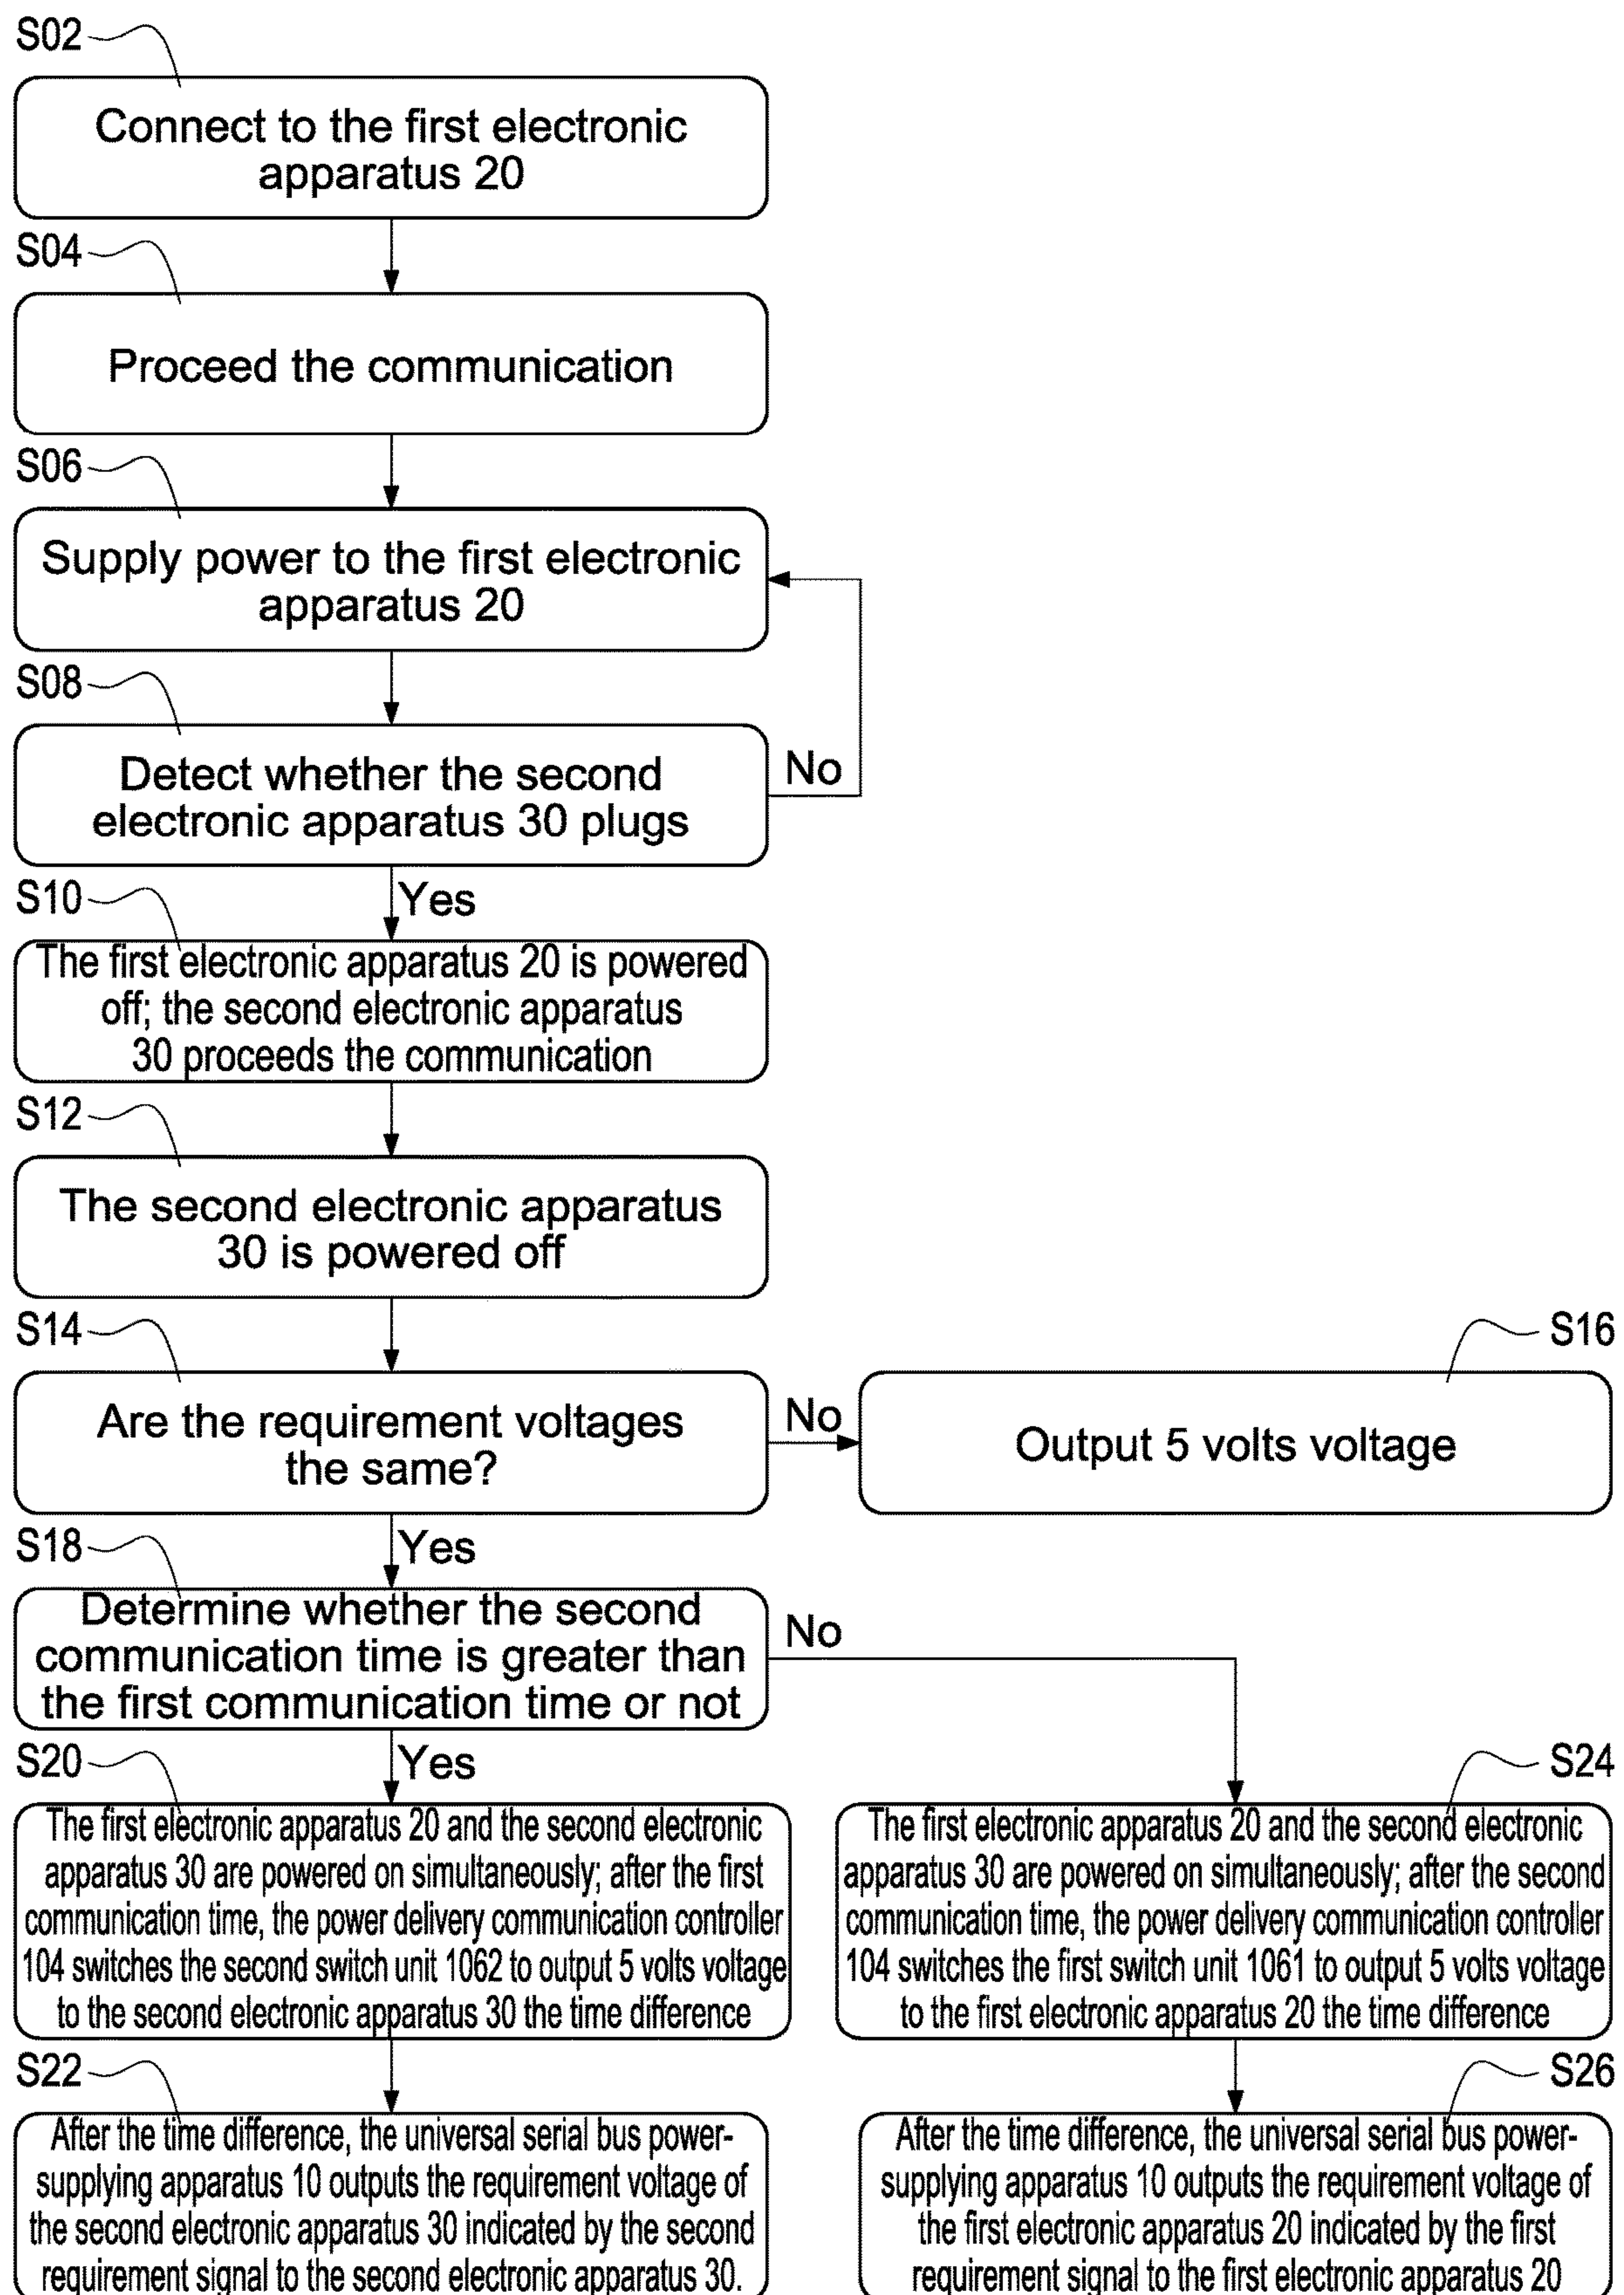 S02
Connect to the first electronic
apparatus 20
S04
Proceed the communication
S06
Supply power to the first electronic
apparatus 20
S08
Detect whether the second
electronic apparatus 30 plugs
No
Yes
S10
The first electronic apparatus 20 is powered
off; the second electronic apparatus
30 proceeds the communication
S12
The second electronic apparatus
30 is powered off
S14
Are the requirement voltages
the same?
No
S16
Output 5 volts voltage
Yes
S18
Determine whether the second
communication time is greater than
the first communication time or not
No
Yes
S20
The first electronic apparatus 20 and the second electronic
apparatus 30 are powered on simultaneously; after the first
communication time, the power delivery communication controller
104 switches the second switch unit 1062 to output 5 volts voltage
to the second electronic apparatus 30 the time difference
S24
The first electronic apparatus 20 and the second electronic
apparatus 30 are powered on simultaneously; after the second
communication time, the power delivery communication controller
104 switches the first switch unit 1061 to output 5 volts voltage
to the first electronic apparatus 20 the time difference
S22
After the time difference, the universal serial bus power-
supplying apparatus 10 outputs the requirement voltage of
the second electronic apparatus 30 indicated by the second
requirement signal to the second electronic apparatus 30.
S26
After the time difference, the universal serial bus power-
supplying apparatus 10 outputs the requirement voltage of
the first electronic apparatus 20 indicated by the first
requirement signal to the first electronic apparatus 20